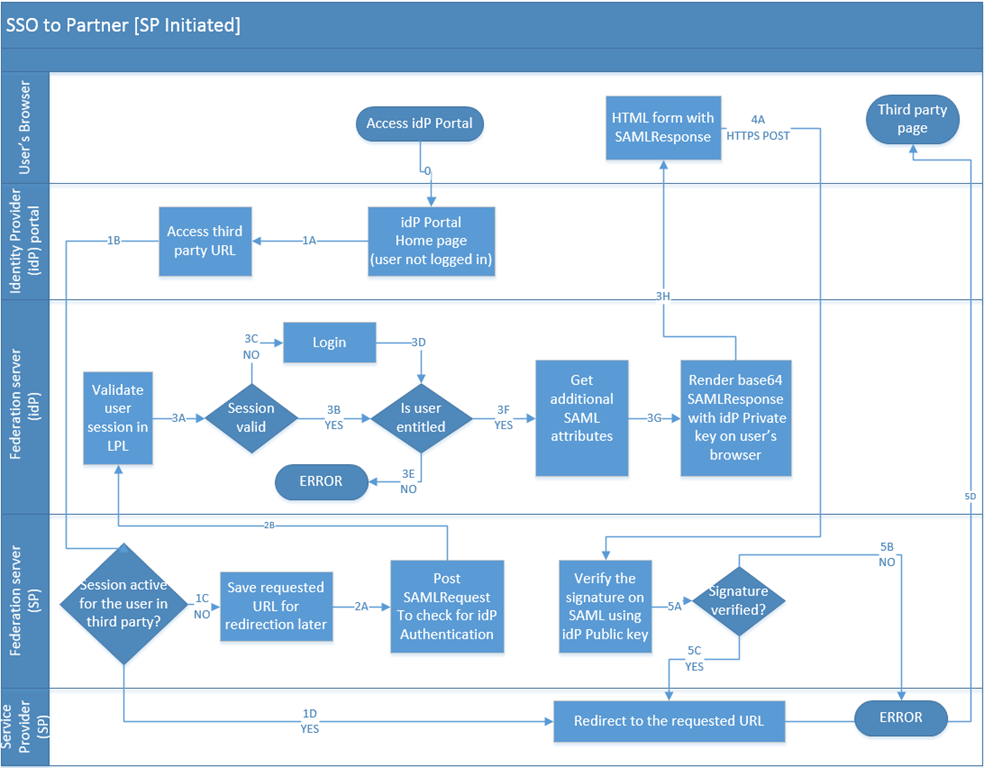 SSO to Partner [SP Initiated]
User's Browser
Access idP Portal
0
HTML form with
SAMLResponse
4A
HTTPS POST
Third party
page
Identity Provider
(idP) portal
1B
Access third
party URL
1A
idP Portal
Home page
(user not logged in)
3H
Federation server
(idP)
Validate
user
session in
LPL
3A
Session
valid
3C
NO
Login
3D
3B
YES
Is user
entitled
3E
NO
ERROR
3F
YES
Get
additional
SAML
attributes
3G
Render base64
SAMLResponse
with idP Private
key on user's
browser
5D
Federation server
(SP)
2B
Session active
for the user in
third party?
1C
NO
Save requested
URL for
redirection later
2A
Post
SAMLRequest
To check for idP
Authentication
Verify the
signature on
SAML using
idP Public key
5A
Signature
verified?
5B
NO
5C
YES
Service
Provider
(SP)
1D
YES
Redirect to the requested URL
ERROR